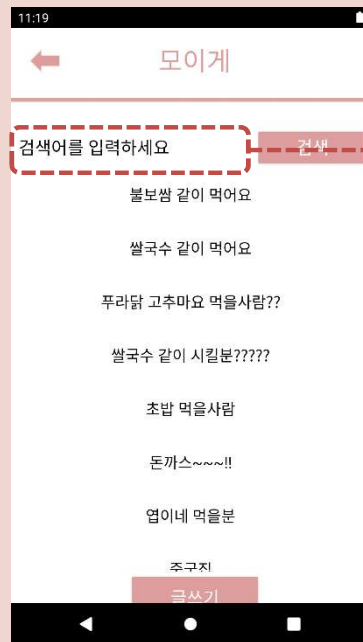 11:19
모이게
검색어를 입력하세요
검색
불보쌈 같이 먹어요
쌀국수 같이 먹어요
푸라닭 고추마요 먹을사람??
쌀국수 같이 시킬분?????
초밥 먹을사람
돈까스~~~!!
엽이네 먹을분
중국집
글쓰기